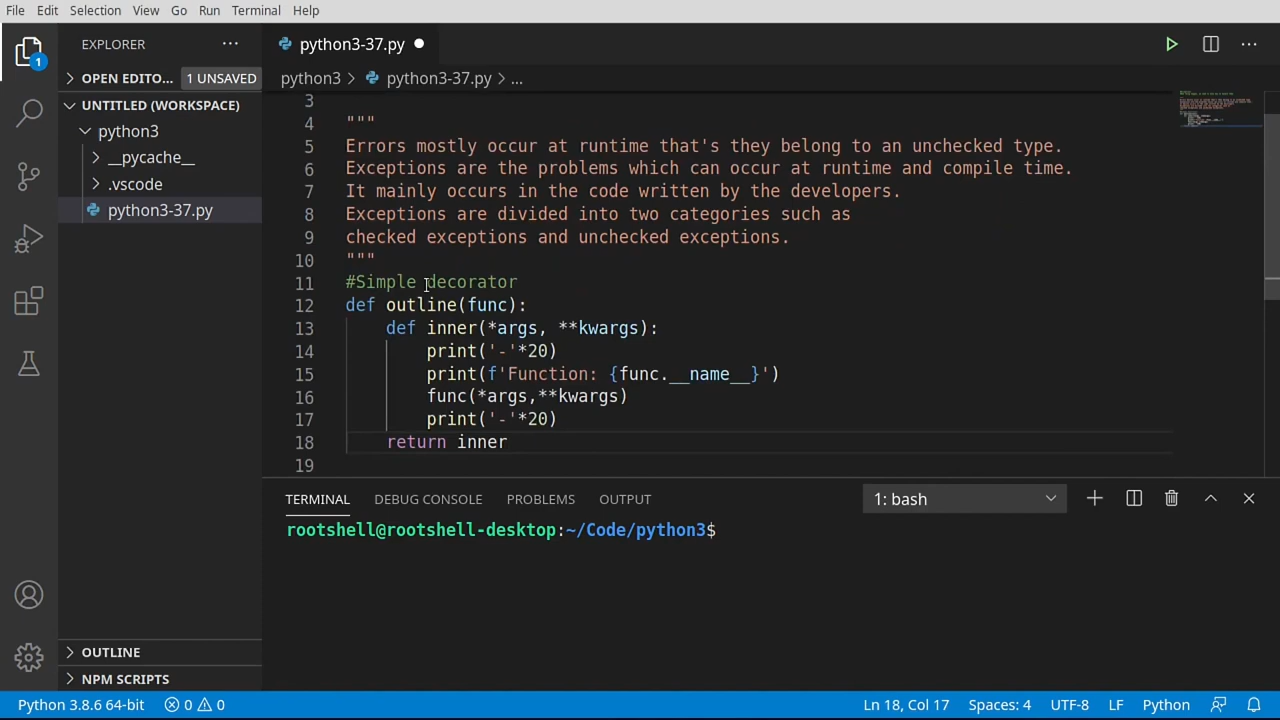 File Edit Selection View Go Run Terminal Help
EXPLORER ···
python3-37.py
OPEN EDITO... 1 UNSAVED
UNTITLED (WORKSPACE)
python3
__pycache__
.vscode
python3-37.py
OUTLINE
NPM SCRIPTS
1
python3 > python3-37.py > ...
3
4 """
5 Errors mostly occur at runtime that's they belong to an unchecked type.
6 Exceptions are the problems which can occur at runtime and compile time.
7 It mainly occurs in the code written by the developers.
8 Exceptions are divided into two categories such as
9 checked exceptions and unchecked exceptions.
10 """
11 #Simple decorator
12 def outline(func):
13 def inner(*args, **kwargs):
14 print('-'*20)
15 print(f'Function: {func.__name__}')
16 func(*args,**kwargs)
17 print('-'*20)
18 return inner
19
TERMINAL DEBUG CONSOLE PROBLEMS OUTPUT 1: bash
rootshell@rootshell-desktop:~/Code/python3$
Python 3.8.6 64-bit 0 0 Ln 18, Col 17 Spaces: 4 UTF-8 LF Python